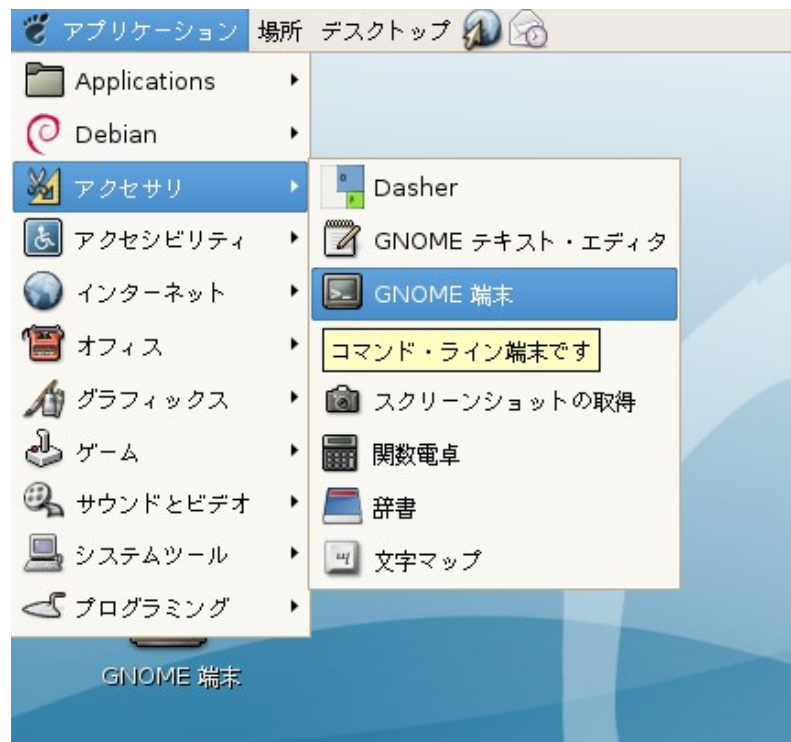 アプリケーション 場所 デスクトップ
Applications
Debian
アクセサリ
アクセシビリティ
インターネット
オフィス
グラフィックス
ゲーム
サウンドとビデオ
システムツール
プログラミング
Dasher
GNOME テキスト・エディタ
GNOME 端末
コマンド・ライン端末です
スクリーンショットの取得
関数電卓
辞書
文字マップ
GNOME 端末